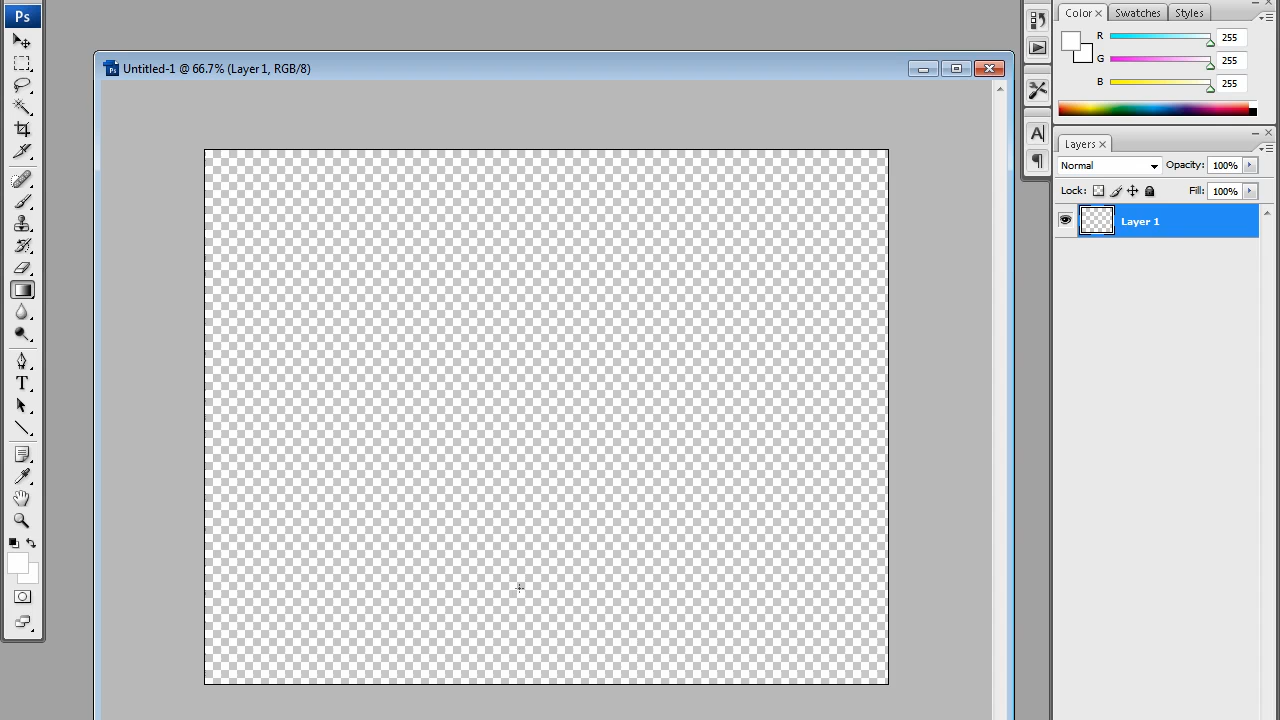 Ps
Untitled-1 @ 66.7% (Layer 1, RGB/8)
Color × Swatches Styles
R 255
G 255
B 255
Layers ×
Normal Opacity: 100%
Lock: Fill: 100%
Layer 1
T
A